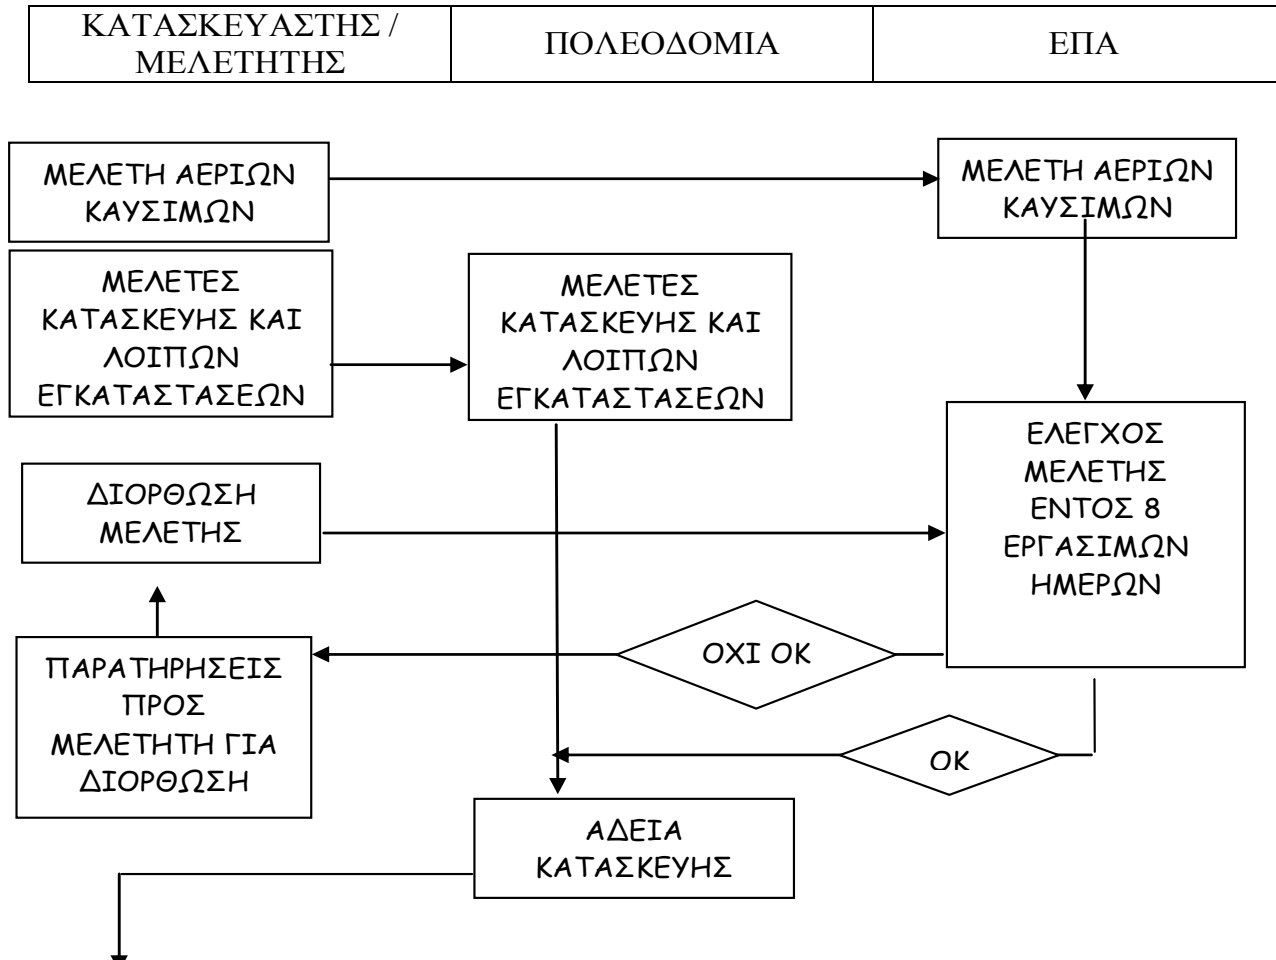 ΚΑΤΑΣΚΕΥΑΣΤΗΣ /
ΜΕΛΕΤΗΤΗΣ
ΠΟΛΕΟΔΟΜΙΑ
ΕΠΑ
ΜΕΛΕΤΗ ΑΕΡΙΩΝ
ΚΑΥΣΙΜΩΝ
ΜΕΛΕΤΗ ΑΕΡΙΩΝ
ΚΑΥΣΙΜΩΝ
ΜΕΛΕΤΕΣ
ΚΑΤΑΣΚΕΥΗΣ ΚΑΙ
ΛΟΙΠΩΝ
ΕΓΚΑΤΑΣΤΑΣΕΩΝ
ΜΕΛΕΤΕΣ
ΚΑΤΑΣΚΕΥΗΣ ΚΑΙ
ΛΟΙΠΩΝ
ΕΓΚΑΤΑΣΤΑΣΕΩΝ
ΕΛΕΓΧΟΣ
ΜΕΛΕΤΗΣ
ΕΝΤΟΣ 8
ΕΡΓΑΣΙΜΩΝ
ΗΜΕΡΩΝ
ΔΙΟΡΘΩΣΗ
ΜΕΛΕΤΗΣ
ΟΧΙ ΟΚ
ΠΑΡΑΤΗΡΗΣΕΙΣ
ΠΡΟΣ
ΜΕΛΕΤΗΤΗ ΓΙΑ
ΔΙΟΡΘΩΣΗ
ΟΚ
ΑΔΕΙΑ
ΚΑΤΑΣΚΕΥΗΣ